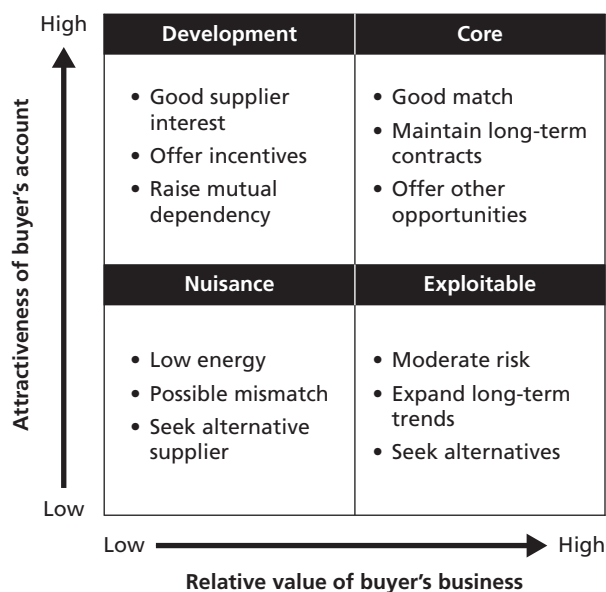 High
Attractiveness of buyer's account
Low
Development
• Good supplier
interest
• Offer incentives
• Raise mutual
dependency
Core
• Good match
• Maintain long-term
contracts
• Offer other
opportunities
Nuisance
• Low energy
• Possible mismatch
• Seek alternative
supplier
Exploitable
• Moderate risk
• Expand long-term
trends
• Seek alternatives
Low
High
Relative value of buyer's business